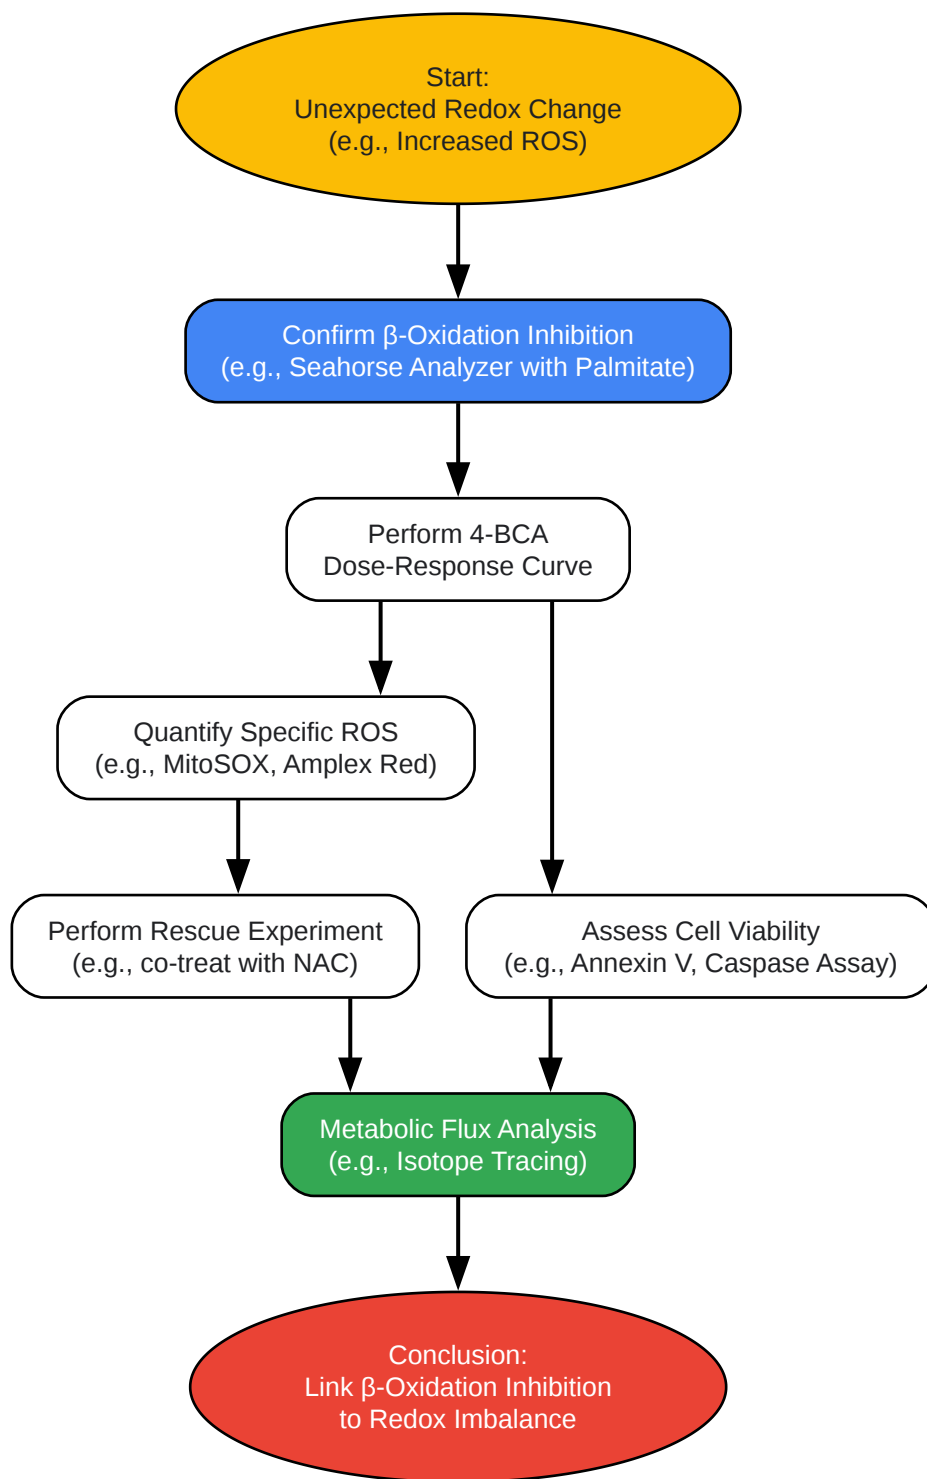 Start:
Unexpected Redox Change
(e.g., Increased ROS)
Confirm β-Oxidation Inhibition
(e.g., Seahorse Analyzer with Palmitate)
Perform 4-BCA
Dose-Response Curve
Quantify Specific ROS
(e.g., MitoSOX, Amplex Red)
Perform Rescue Experiment
(e.g., co-treat with NAC)
Assess Cell Viability
(e.g., Annexin V, Caspase Assay)
Metabolic Flux Analysis
(e.g., Isotope Tracing)
Conclusion:
Link β-Oxidation Inhibition
to Redox Imbalance